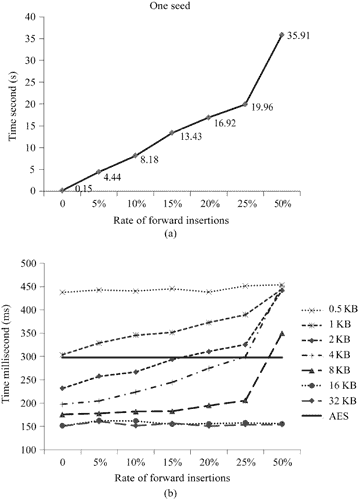 One seed
Time second (s)
40
35
30
25
20
15
10
5
0
0.15
4.44
8.18
13.43
16.92
19.96
35.91
0 5% 10% 15% 20% 25% 50%
Rate of forward insertions
(a)
Time millisecond (ms)
500
450
400
350
300
250
200
150
100
0 5% 10% 15% 20% 25% 50%
Rate of forward insertions
0.5 KB
1 KB
2 KB
4 KB
8 KB
16 KB
32 KB
AES
(b)